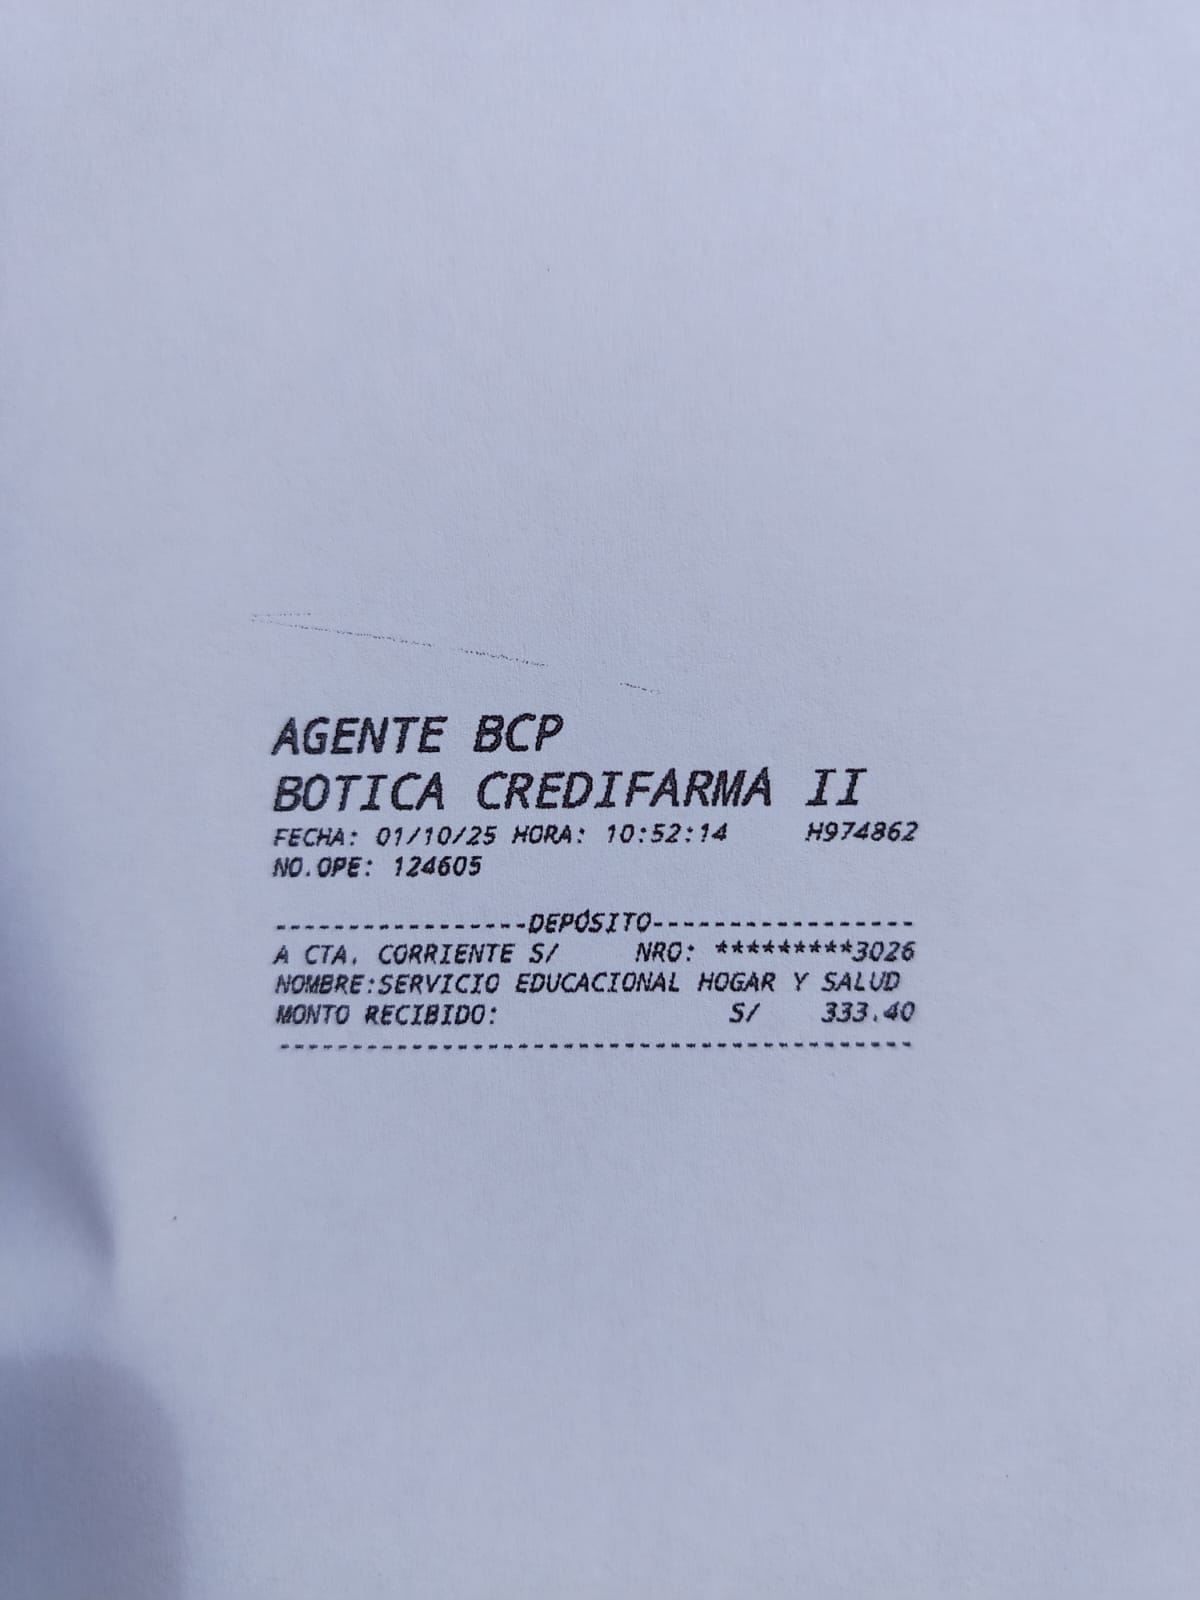 AGENTE BCP
BOTICA CREDIFARMA II
FECHA: 01/10/25 HORA: 10:52:14 H974862
NO.OPE: 124605
-----------------DEPÓSITO------------------
A CTA. CORRIENTE S/ NRO: *********3026
NOMBRE:SERVICIO EDUCACIONAL HOGAR Y SALUD
MONTO RECIBIDO: S/ 333.40
-------------------------------------------